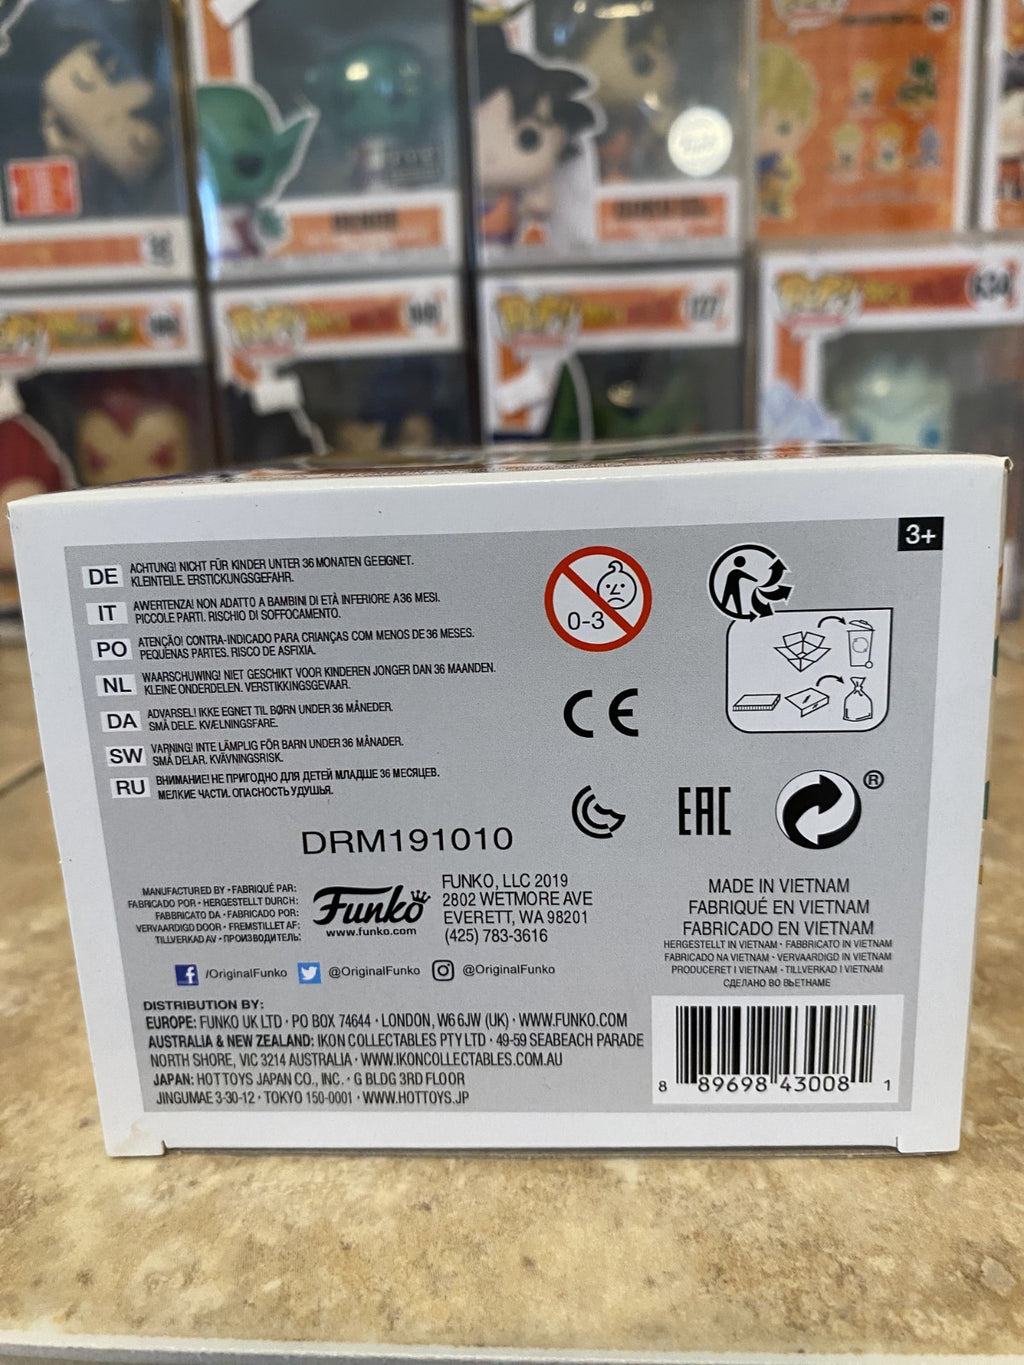 3+
DE
ACHTUNG! NICHT FÜR KINDER UNTER 36 MONATEN GEEIGNET.
KLEINTEILE. ERSTICKUNGSGEFAHR.
IT
AWERTENZA! NON ADATTO A BAMBINI DI ETÀ INFERIORE A36 MESI.
PICCOLE PARTI. RISCHIO DI SOFFOCAMENTO.
PO
ATENÇÃO! CONTRA-INDICADO PARA CRIANÇAS COM MENOS DE 36 MESES.
PEQUENAS PARTES. RISCO DE ASFIXIA.
NL
WAARSCHUWING! NIET GESCHIKT VOOR KINDEREN JONGER DAN 36 MAANDEN.
KLEINE ONDERDELEN. VERSTIKKINGSGEVAAR.
DA
ADVARSEL! IKKE EGNET TIL BØRN UNDER 36 MÅNEDER.
SMÅ DELE. KVÆLNINGSFARE.
SW
VARNING! INTE LÄMPLIG FÖR BARN UNDER 36 MÅNADER.
SMÅ DELAR. KVÄVNINGSRISK.
RU
ВНИМАНИЕ! НЕ ПРИГОДНО ДЛЯ ДЕТЕЙ МЛАДШЕ 36 МЕСЯЦЕВ.
МЕЛКИЕ ЧАСТИ. ОПАСНОСТЬ УДУШЬЯ.
0-3
CE
EAC
®
DRM191010
MANUFACTURED BY • FABRIQUÉ PAR:
FABRICADO POR • HERGESTELLT DURCH:
FABBRICATO DA • FABRICADO POR:
VERVAARDIGD DOOR • FREMSTILLET AF:
TILLVERKAD AV • ПРОИЗВОДИТЕЛЬ:
Funko
www.funko.com
FUNKO, LLC 2019
2802 WETMORE AVE
EVERETT, WA 98201
(425) 783-3616
MADE IN VIETNAM
FABRIQUÉ EN VIETNAM
FABRICADO EN VIETNAM
HERGESTELLT IN VIETNAM • FABBRICATO IN VIETNAM
FABRICADO NA VIETNAM • VERVAARDIGD IN VIETNAM
PRODUCERET I VIETNAM • TILLVERKAD I VIETNAM
СДЕЛАНО ВО ВЬЕТНАМЕ
/OriginalFunko @OriginalFunko @OriginalFunko
DISTRIBUTION BY:
EUROPE: FUNKO UK LTD • PO BOX 74644 • LONDON, W6 6JW (UK) • WWW.FUNKO.COM
AUSTRALIA & NEW ZEALAND: IKON COLLECTABLES PTY LTD • 49-59 SEABEACH PARADE
NORTH SHORE, VIC 3214 AUSTRALIA • WWW.IKONCOLLECTABLES.COM.AU
JAPAN: HOTTOYS JAPAN CO., INC. • G BLDG 3RD FLOOR
JINGUMAE 3-30-12 • TOKYO 150-0001 • WWW.HOTTOYS.JP
8 89698 43008 1